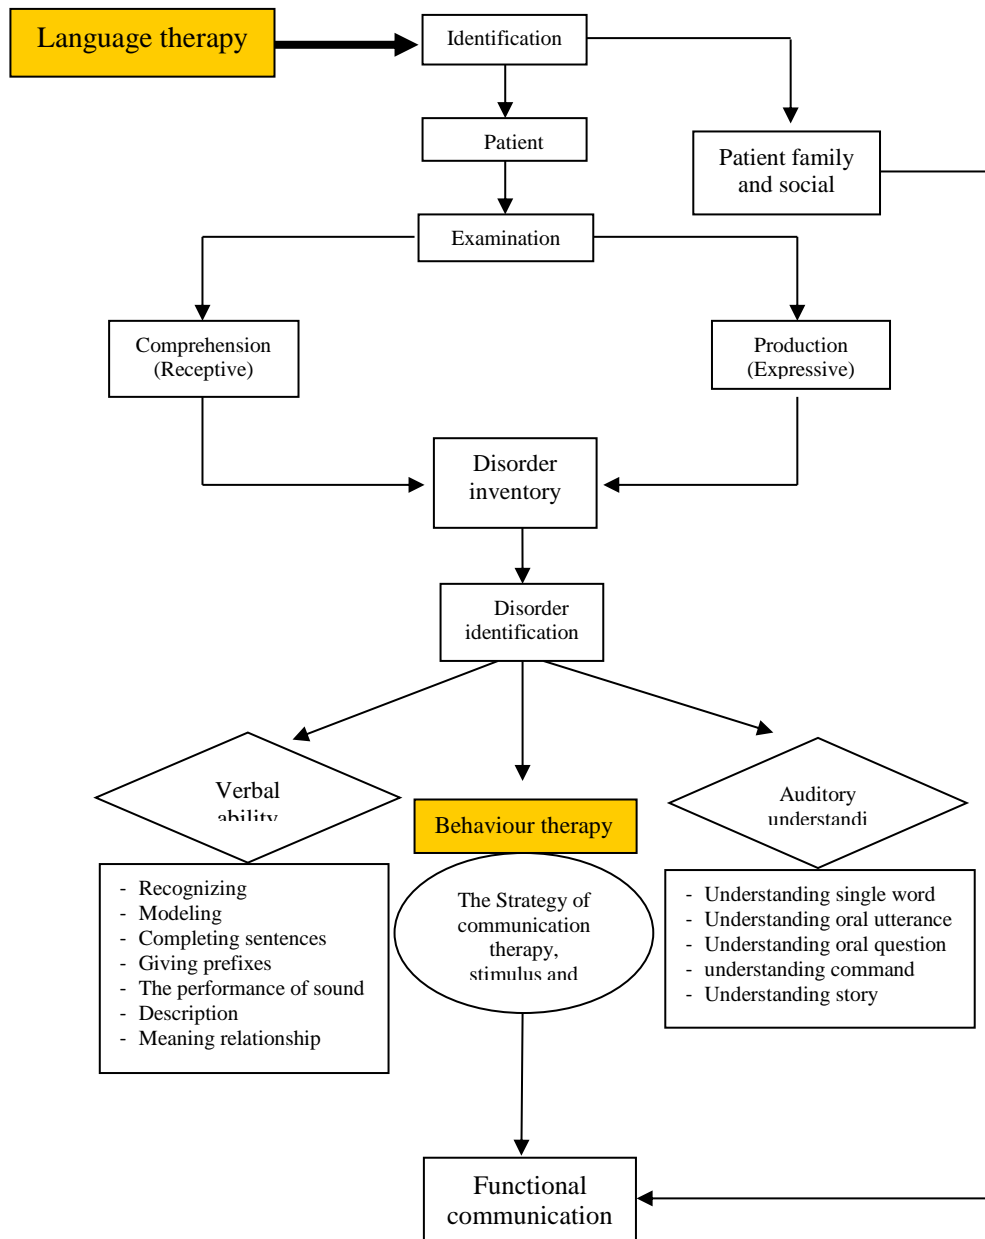 Language therapy
Identification
Patient
Patient family
and social
Examination
Comprehension
(Receptive)
Production
(Expressive)
Disorder
inventory
Disorder
identification
Verbal
ability
Behaviour therapy
Auditory
understandi
- Recognizing
- Modeling
- Completing sentences
- Giving prefixes
- The performance of sound
- Description
- Meaning relationship
The Strategy of
communication
therapy,
stimulus and
- Understanding single word
- Understanding oral utterance
- Understanding oral question
- understanding command
- Understanding story
Functional
communication